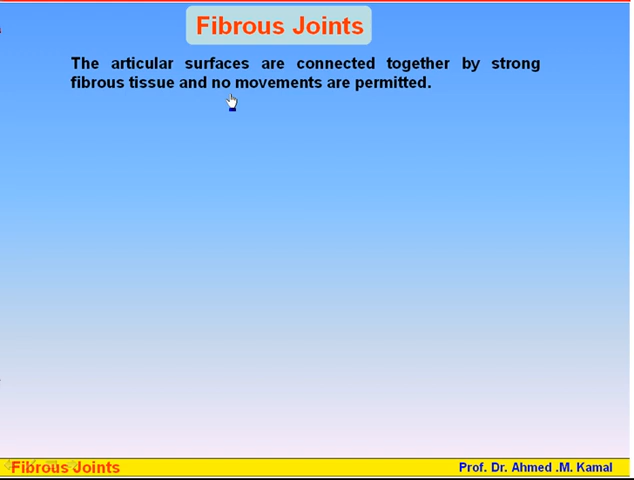 Fibrous Joints
The articular surfaces are connected together by strong
fibrous tissue and no movements are permitted.
Fibrous Joints
Prof. Dr. Ahmed .M. Kamal